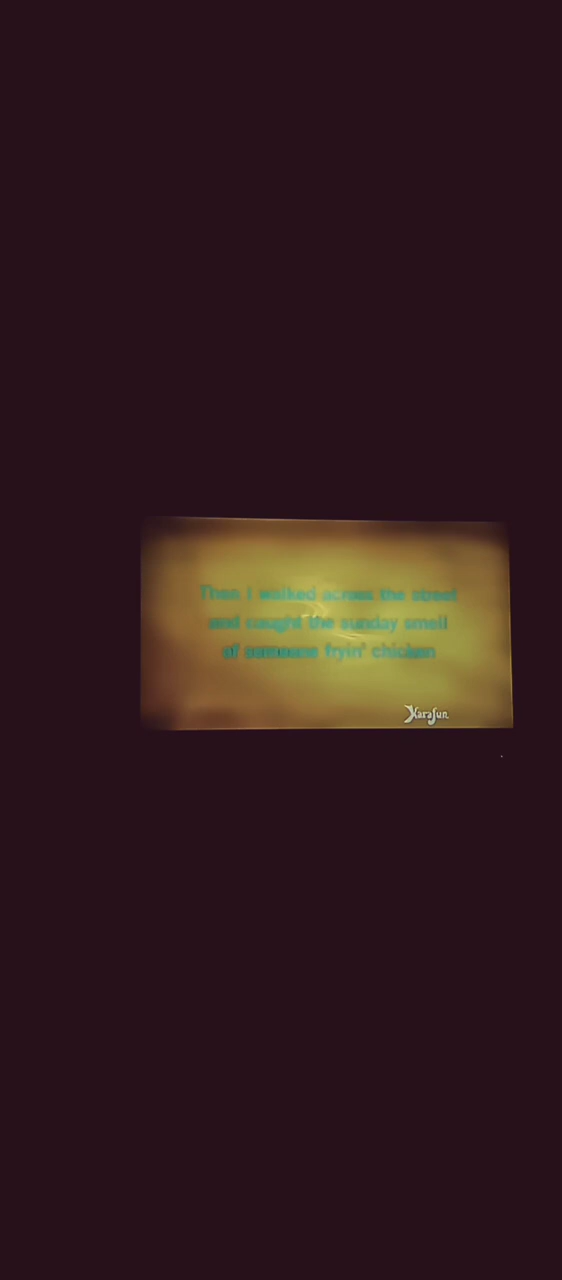 Then I walked across the street
and caught the sunday smell
of someone fryin' chicken
KaraFun